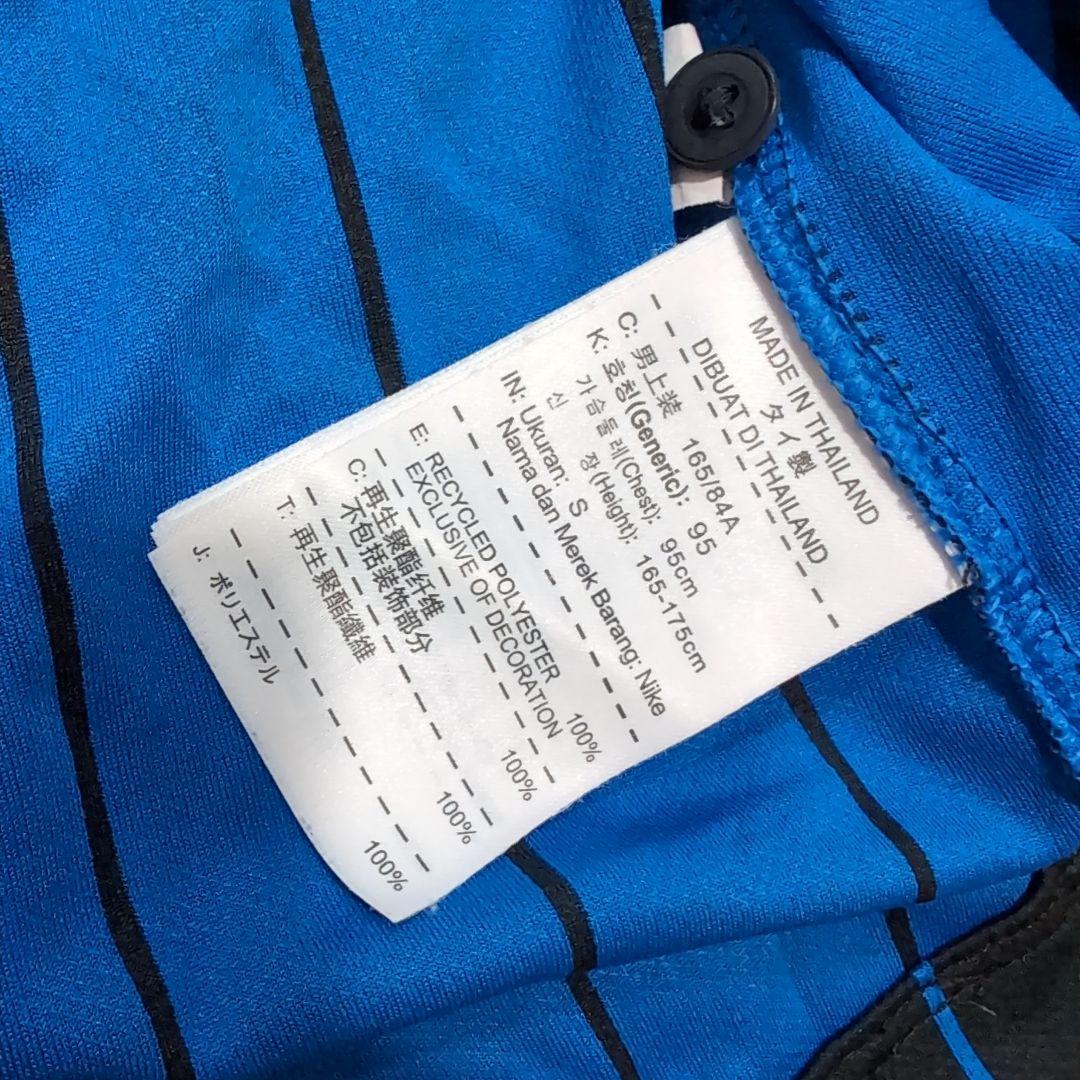 MADE IN THAILAND
タイ製
DIBUAT DI THAILAND
C: 男上装 165/84A
K: 호칭(Generic): 95
가슴둘레(Chest): 95cm
신 장(Height): 165-175cm
IN: Ukuran: S
Nama dan Merek Barang: Nike
E: RECYCLED POLYESTER 100%
EXCLUSIVE OF DECORATION
C: 再生聚酯纤维 100%
不包括装饰部分
T: 再生聚酯纖維 100%
J: ポリエステル 100%